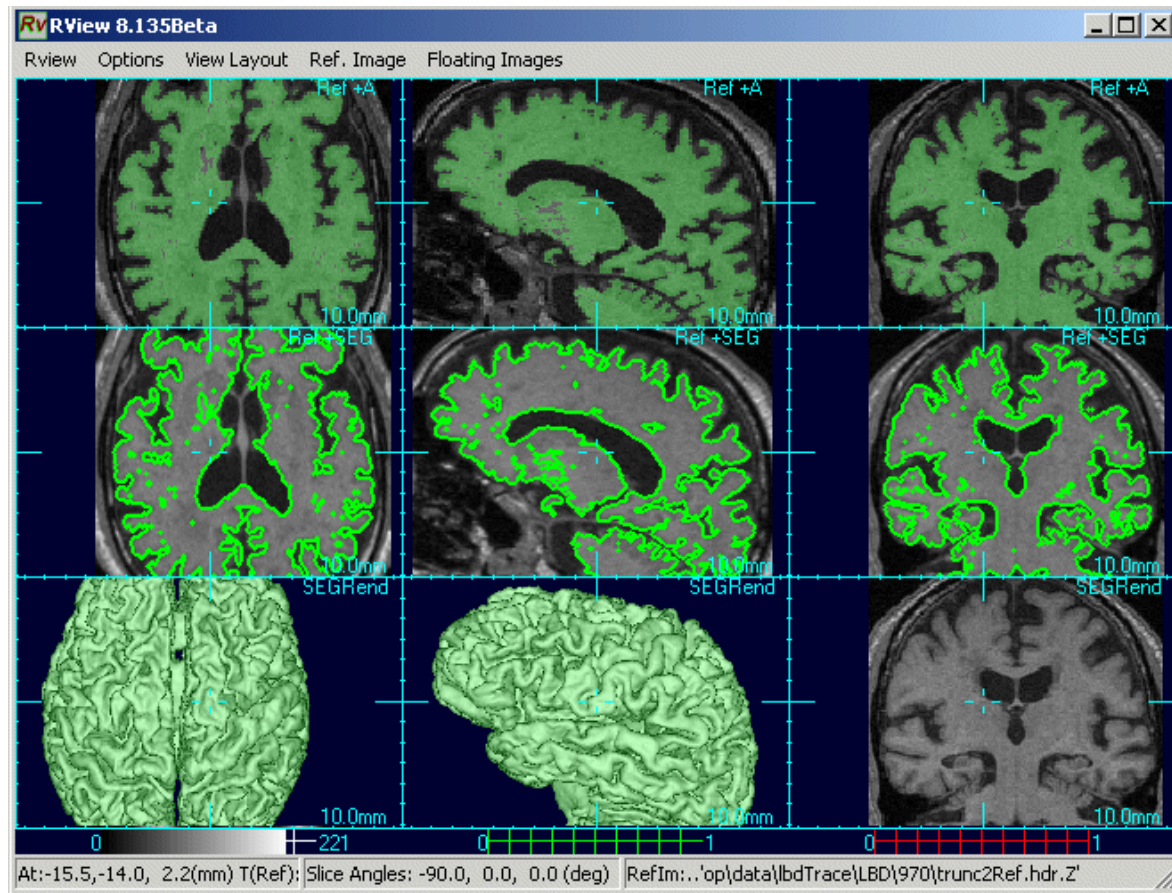 Rv RView 8.135Beta
Rview Options View Layout Ref. Image Floating Images
Ref +A Ref +A Ref +A
10.0mm 10.0mm 10.0mm
Ref +SEG Ref +SEG Ref +SEG
10.0mm 10.0mm 10.0mm
SEGRend SEGRend SEGRend
10.0mm 10.0mm 10.0mm
0 221 0 1 0 1
At:-15.5,-14.0, 2.2(mm) T(Ref): Slice Angles: -90.0, 0.0, 0.0 (deg) RefIm:..'op\data\lbdTrace\LBD\970\trunc2Ref.hdr.Z'